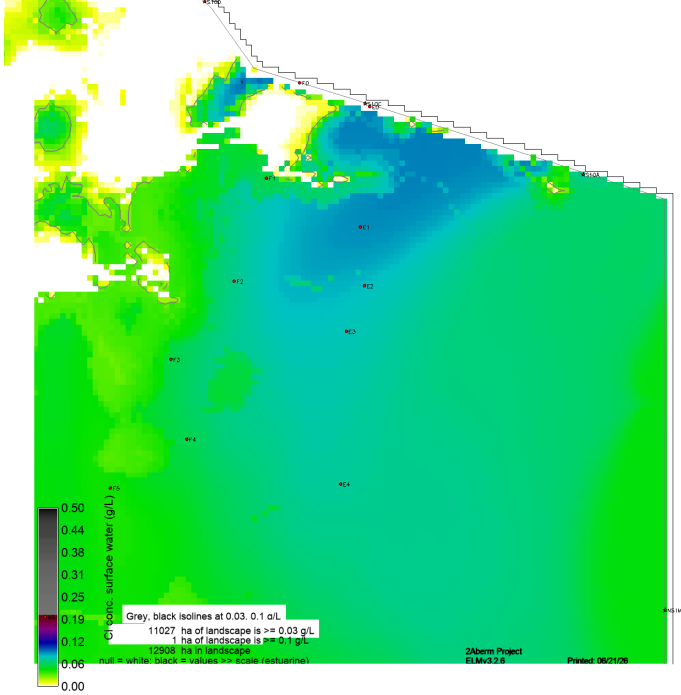 S10D
F0
S10C
E0
S10A
F1
E1
F2
E2
E3
F3
F4
E4
F5
0.50
0.44
0.38
0.31
0.25
0.19
0.12
0.06
0.00
Cl conc. surface water (g/L)
NSIM
Grey, black isolines at 0.03. 0.1 g/L
11027 ha of landscape is >= 0.03 g/L
1 ha of landscape is >= 0.1 g/L
12908 ha in landscape
null = white; black = values >> scale (estuarine)
2Aberm Project
ELMv3.2.6
Printed: 06/21/26